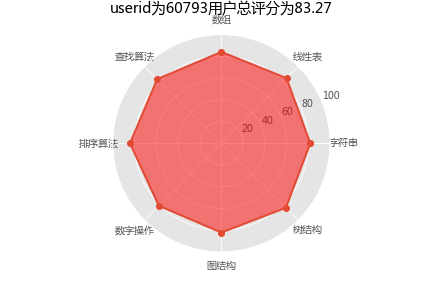 userid为60793用户总评分为83.27
数组
查找算法
线性表
100
80
60
40
20
排序算法
字符串
数字操作
树结构
图结构